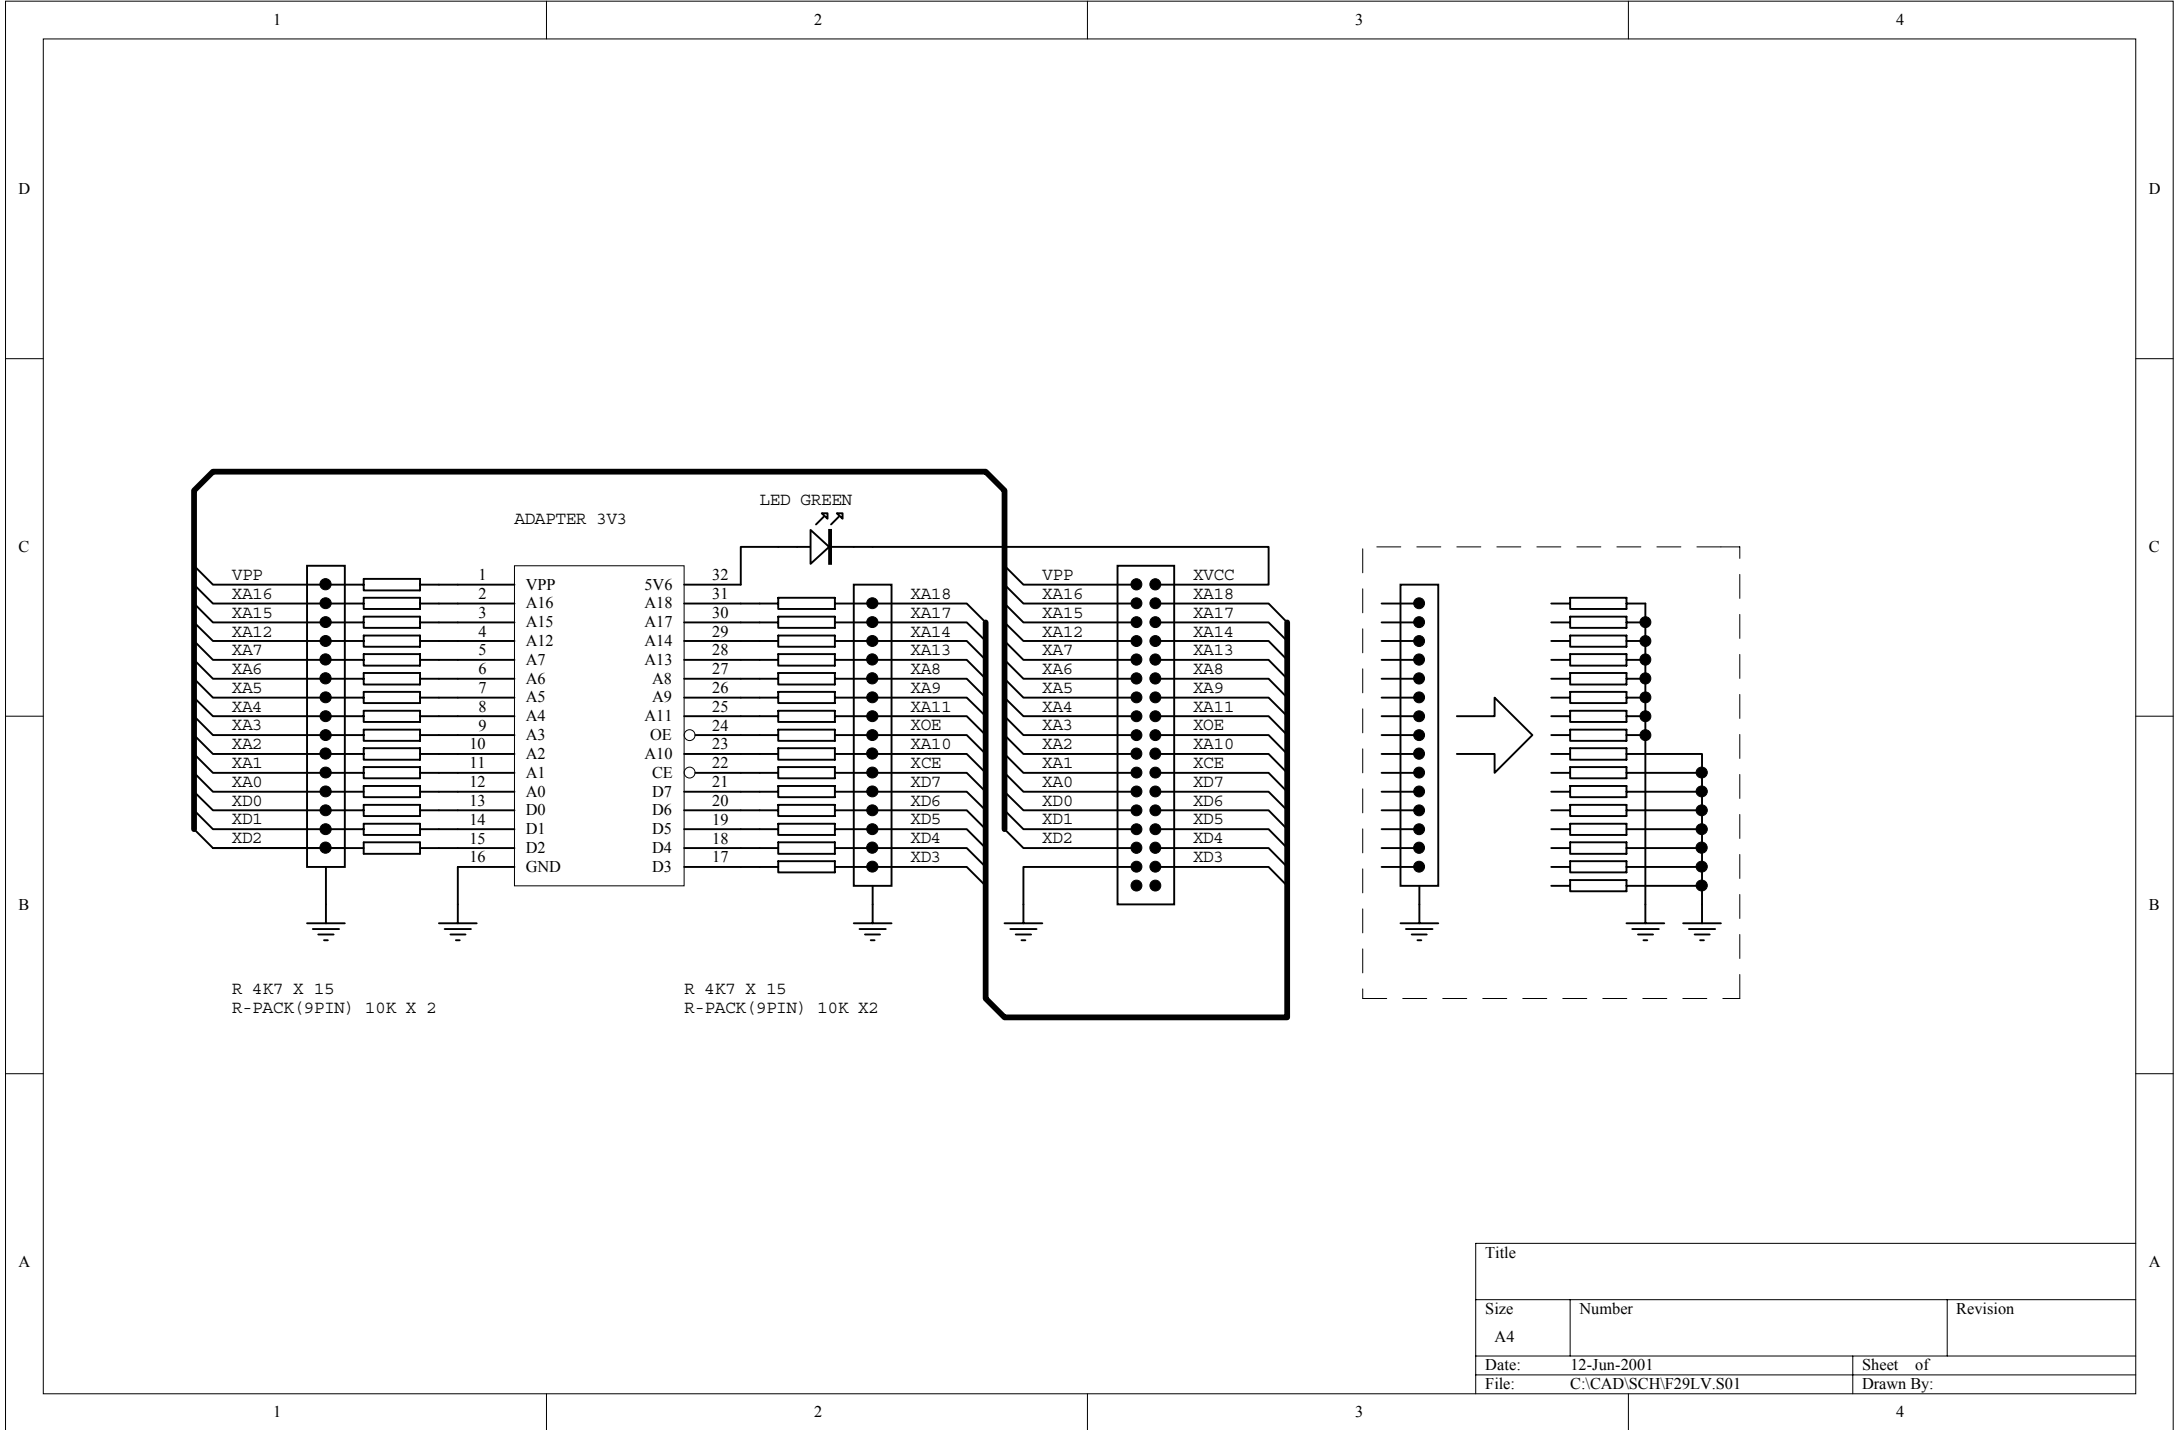 1 2 3 4
D D
C C
B B
A A
LED GREEN
ADAPTER 3V3
VPP 1 VPP 5V6 32 VPP XVCC
XA16 2 A16 A18 31 XA18 XA16 XA18
XA15 3 A15 A17 30 XA17 XA15 XA17
XA12 4 A12 A14 29 XA14 XA12 XA14
XA7 5 A7 A13 28 XA13 XA7 XA13
XA6 6 A6 A8 27 XA8 XA6 XA8
XA5 7 A5 A9 26 XA9 XA5 XA9
XA4 8 A4 A11 25 XA11 XA4 XA11
XA3 9 A3 OE 24 XOE XA3 XOE
XA2 10 A2 A10 23 XA10 XA2 XA10
XA1 11 A1 CE 22 XCE XA1 XCE
XA0 12 A0 D7 21 XD7 XA0 XD7
XD0 13 D0 D6 20 XD6 XD0 XD6
XD1 14 D1 D5 19 XD5 XD1 XD5
XD2 15 D2 D4 18 XD4 XD2 XD4
16 GND D3 17 XD3 XD3
R 4K7 X 15 R 4K7 X 15
R-PACK(9PIN) 10K X 2 R-PACK(9PIN) 10K X2
Title
Size Number Revision
A4
Date: 12-Jun-2001 Sheet of
File: C:\CAD\SCH\F29LV.S01 Drawn By:
1 2 3 4